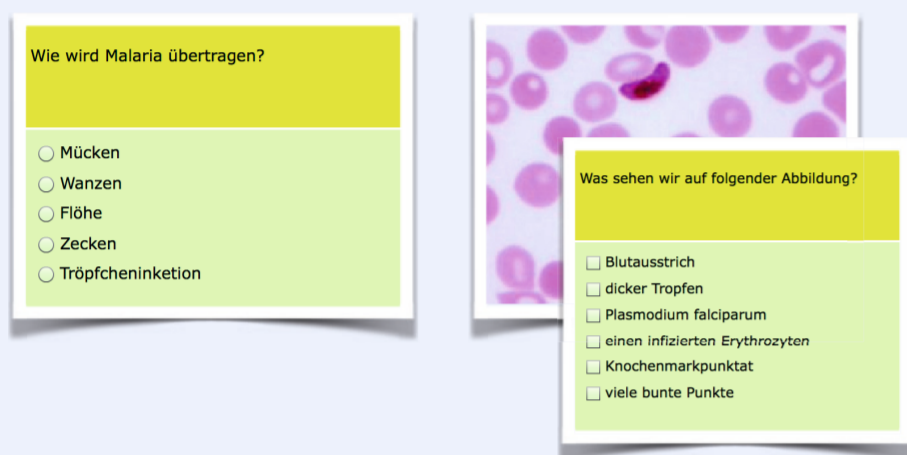 Wie wird Malaria übertragen?
Mücken
Wanzen
Flöhe
Zecken
Tröpfcheninketion
Was sehen wir auf folgender Abbildung?
Blutausstrich
dicker Tropfen
Plasmodium falciparum
einen infizierten Erythrozyten
Knochenmarkpunktat
viele bunte Punkte